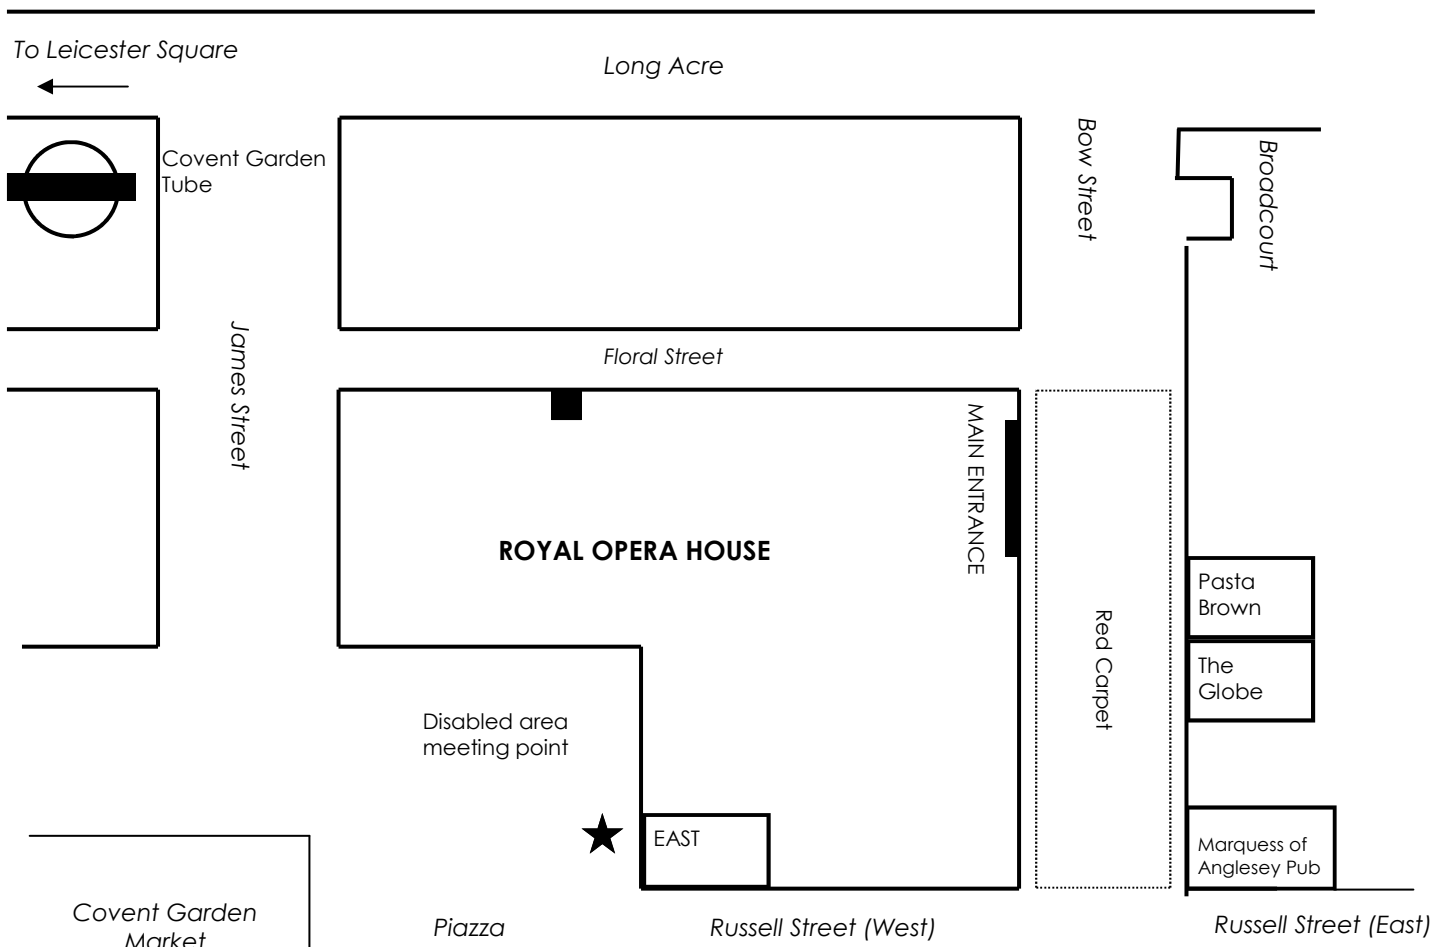 To Leicester Square
Long Acre
Covent Garden
Tube
Bow Street
Broadcourt
James Street
Floral Street
MAIN ENTRANCE
ROYAL OPERA HOUSE
Pasta
Brown
Red Carpet
The
Globe
Disabled area
meeting point
EAST
Marquess of
Anglesey Pub
Covent Garden
Market
Piazza
Russell Street (West)
Russell Street (East)